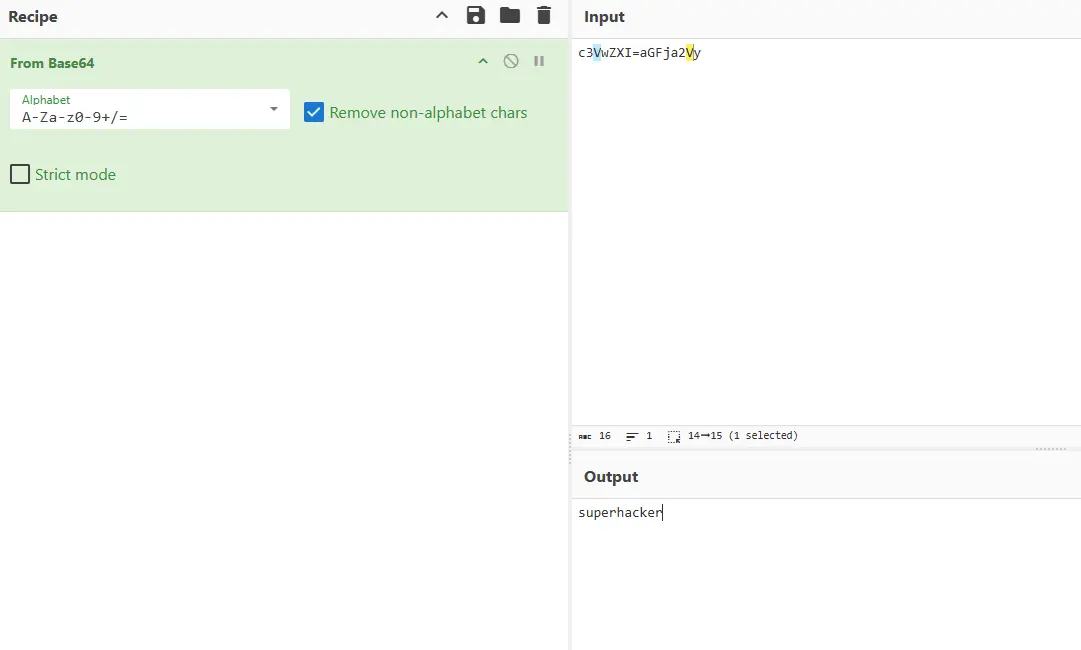 Recipe
From Base64
Alphabet
A-Za-z0-9+/=
Remove non-alphabet chars
Strict mode
Input
c3VwZXI=aGFja2Vy
ABC 16 1 14→15 (1 selected)
Output
superhacker